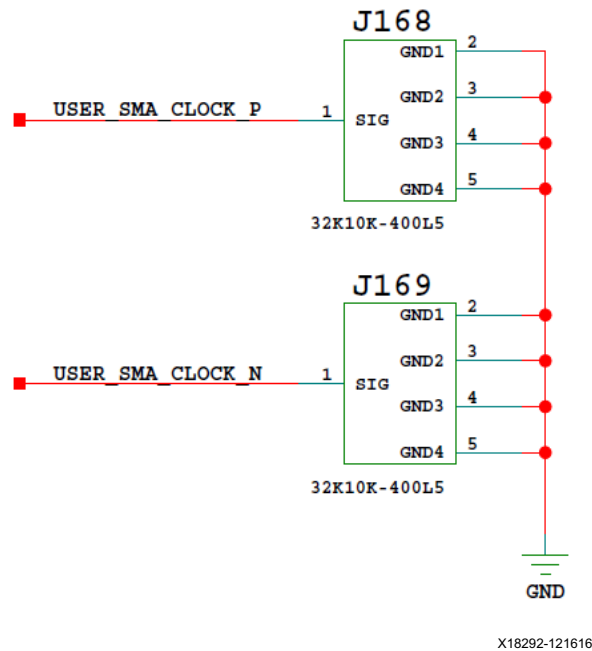 J168
GND1 2
USER_SMA_CLOCK_P 1 SIG
GND2 3
GND3 4
GND4 5
32K10K-400L5
J169
GND1 2
USER_SMA_CLOCK_N 1 SIG
GND2 3
GND3 4
GND4 5
32K10K-400L5
GND
X18292-121616